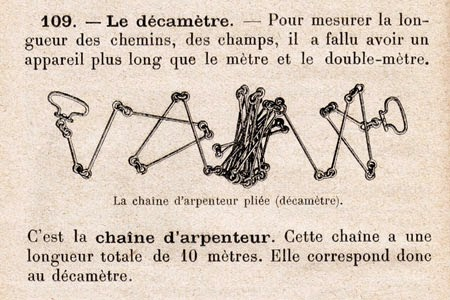 109. — Le décamètre. — Pour mesurer la lon-
gueur des chemins, des champs, il a fallu avoir un
appareil plus long que le mètre et le double-mètre.
La chaîne d'arpenteur pliée (décamètre).
C'est la chaîne d'arpenteur. Cette chaîne a une
longueur totale de 10 mètres. Elle correspond donc
au décamètre.